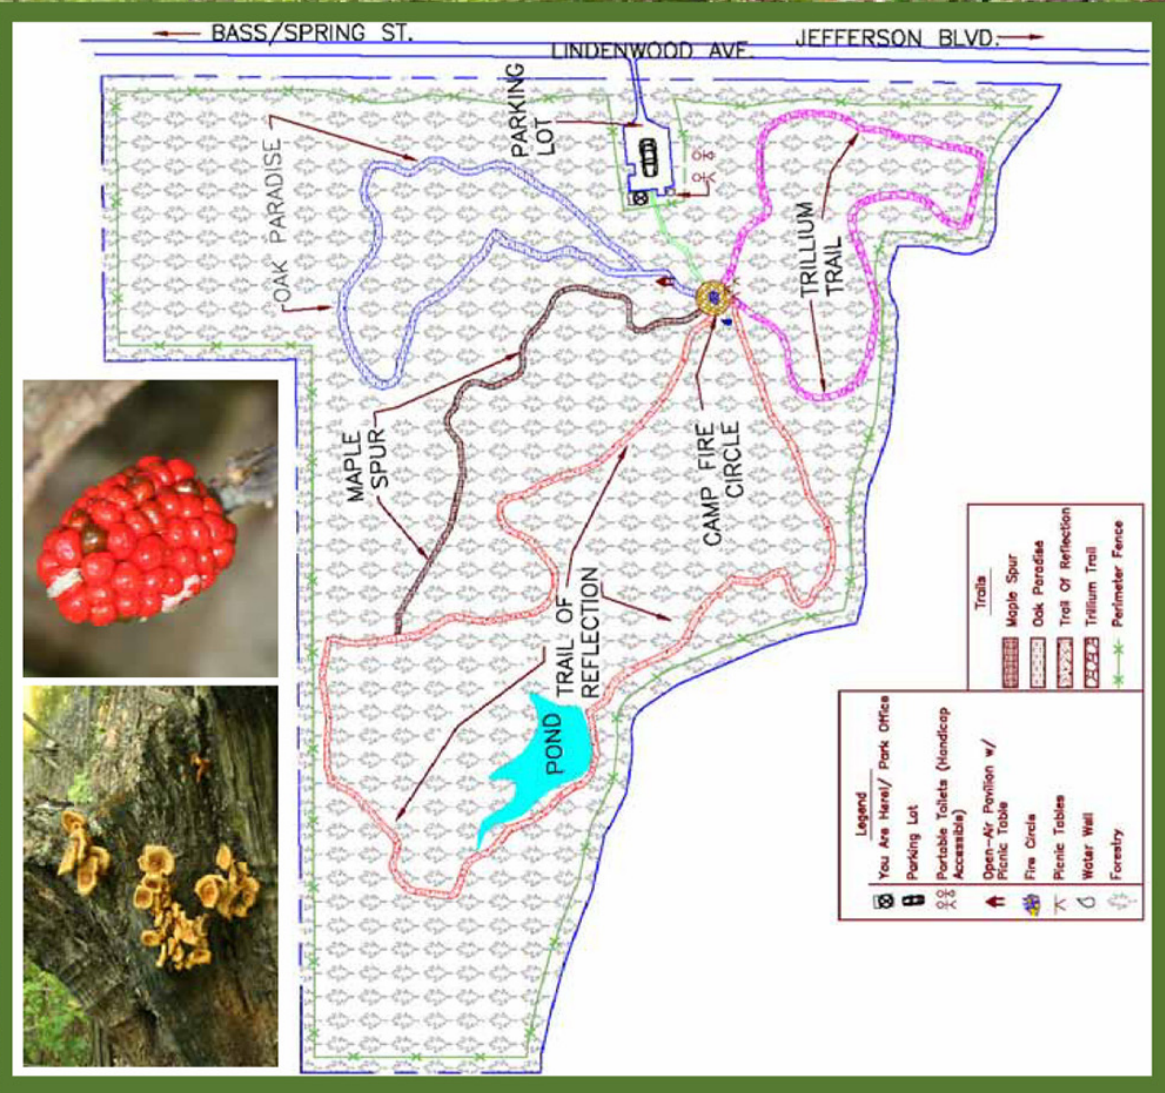 BASS/SPRING ST.
JEFFERSON BLVD.
LINDENWOOD AVE.
PARKING
LOT
OAK PARADISE
TRILLIUM
TRAIL
MAPLE
SPUR
CAMP FIRE
CIRCLE
TRAIL OF
REFLECTION
POND
Trails
Maple Spur
Oak Paradise
Trail Of Reflection
Trillium Trail
Perimeter Fence
Legend
You Are Here/ Park Office
Parking Lot
Portable Toilets (Handicap
Accessible)
Open-Air Pavilion w/
Picnic Table
Fire Circle
Picnic Tables
Water Well
Forestry